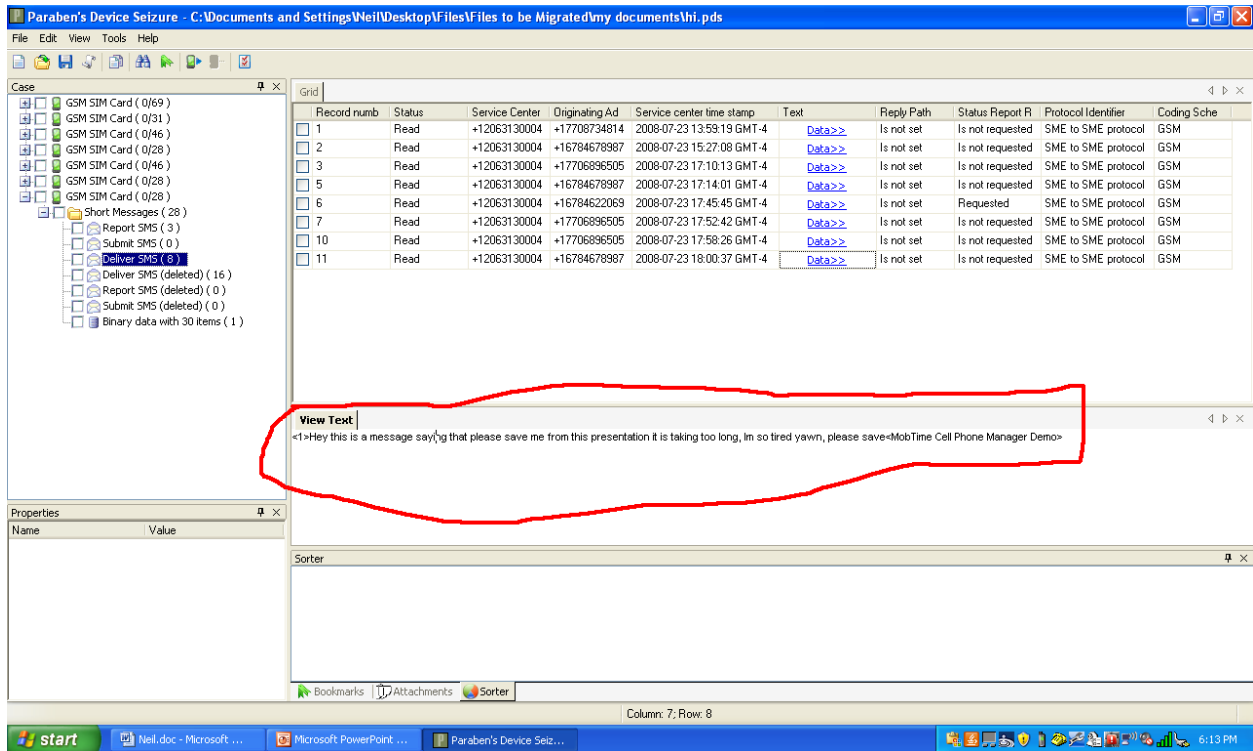 Paraben's Device Seizure - C:\Documents and Settings\Neil\Desktop\Files\Files to be Migrated\my documents\hi.pds
File Edit View Tools Help
Case
GSM SIM Card ( 0/69 )
GSM SIM Card ( 0/31 )
GSM SIM Card ( 0/46 )
GSM SIM Card ( 0/28 )
GSM SIM Card ( 0/46 )
GSM SIM Card ( 0/28 )
GSM SIM Card ( 0/28 )
Short Messages ( 28 )
Report SMS ( 3 )
Submit SMS ( 0 )
Deliver SMS ( 8 )
Deliver SMS (deleted) ( 16 )
Report SMS (deleted) ( 0 )
Submit SMS (deleted) ( 0 )
Binary data with 30 items ( 1 )
Grid
Record numb Status Service Center Originating Ad Service center time stamp Text Reply Path Status Report R Protocol Identifier Coding Sche
1 Read +12063130004 +17708734814 2008-07-23 13:59:19 GMT-4 Data>> Is not set Is not requested SME to SME protocol GSM
2 Read +12063130004 +16784678987 2008-07-23 15:27:08 GMT-4 Data>> Is not set Is not requested SME to SME protocol GSM
3 Read +12063130004 +17706896505 2008-07-23 17:10:13 GMT-4 Data>> Is not set Is not requested SME to SME protocol GSM
5 Read +12063130004 +16784678987 2008-07-23 17:14:01 GMT-4 Data>> Is not set Is not requested SME to SME protocol GSM
6 Read +12063130004 +16784622069 2008-07-23 17:45:45 GMT-4 Data>> Is not set Requested SME to SME protocol GSM
7 Read +12063130004 +17706896505 2008-07-23 17:52:42 GMT-4 Data>> Is not set Is not requested SME to SME protocol GSM
10 Read +12063130004 +17706896505 2008-07-23 17:58:26 GMT-4 Data>> Is not set Is not requested SME to SME protocol GSM
11 Read +12063130004 +16784678987 2008-07-23 18:00:37 GMT-4 Data>> Is not set Is not requested SME to SME protocol GSM
View Text
<1>Hey this is a message saying that please save me from this presentation it is taking too long, Im so tired yawn, please save<MobTime Cell Phone Manager Demo>
Properties
Name Value
Sorter
Bookmarks Attachments Sorter
Column: 7; Row: 8
start Neil.doc - Microsoft ... Microsoft PowerPoint ... Paraben's Device Seiz... 6:13 PM